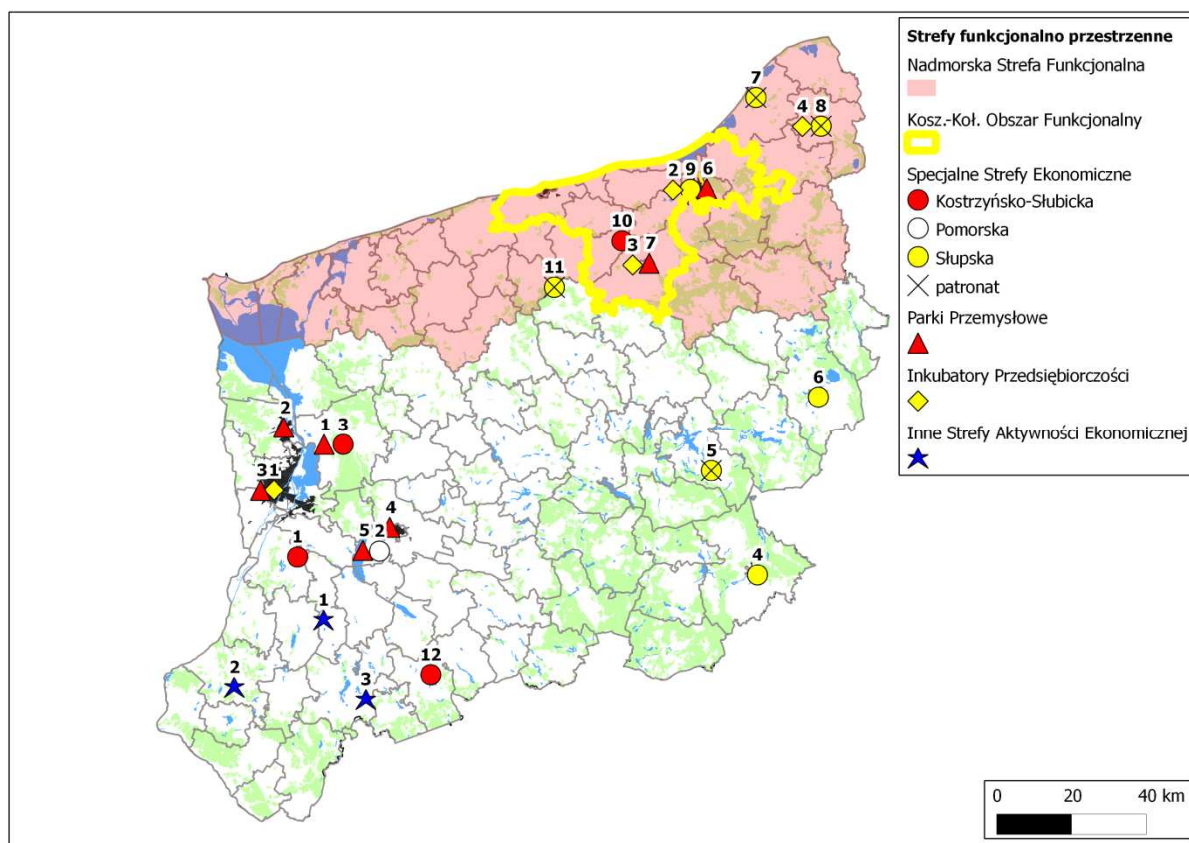 Strefy funkcjonalno przestrzenne
Nadmorska Strefa Funkcjonalna
Kosz.-Koł. Obszar Funkcjonalny
Specjalne Strefy Ekonomiczne
Kostrzyńsko-Słubicka
Pomorska
Słupska
patronat
Parki Przemysłowe
Inkubatory Przedsiębiorczości
Inne Strefy Aktywności Ekonomicznej
7
4 8
2 9 6
10
3 7
11
6
2
1 3
5
31
4
5 2
1
4
1
12
2
3
0 20 40 km